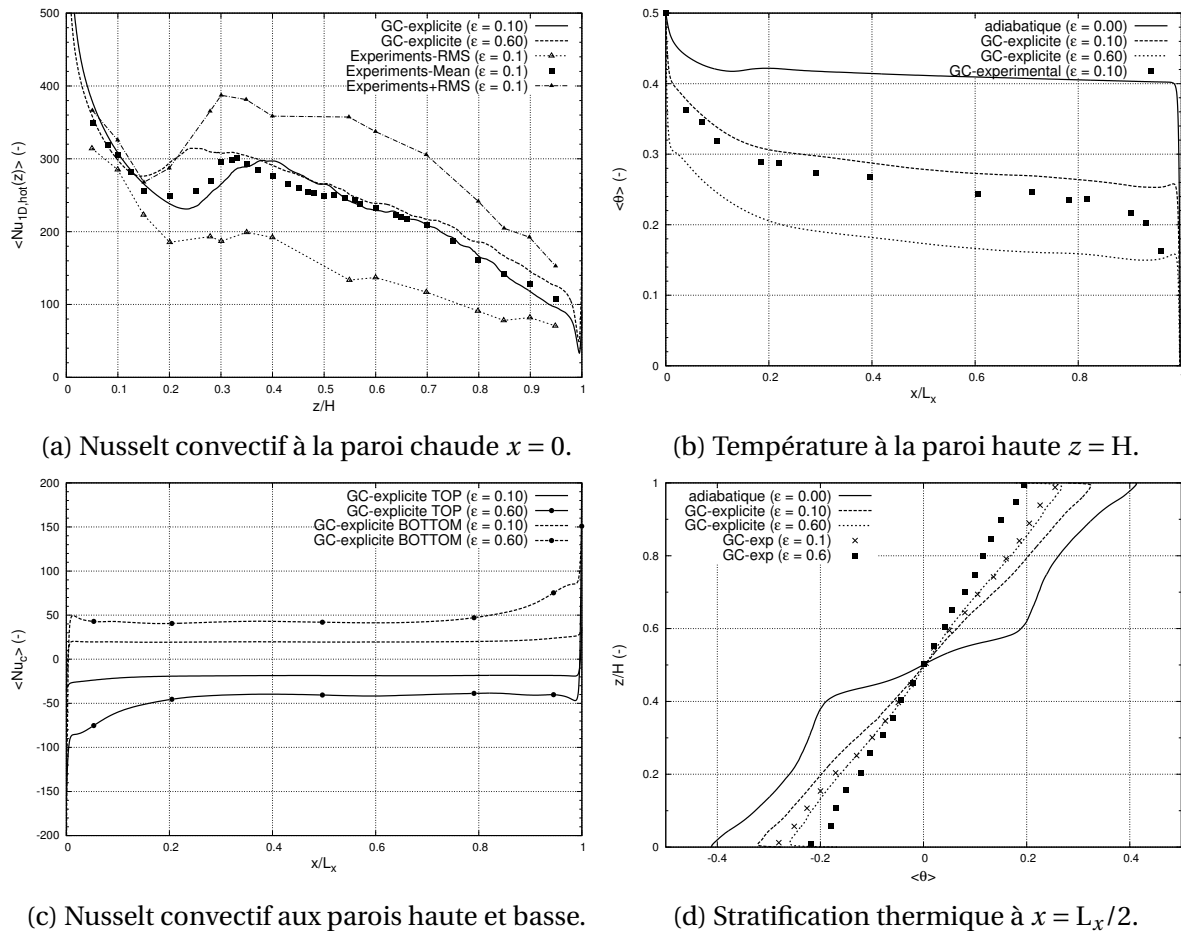 500
400
300
200
100
0
0
0.1
0.2
0.3
0.4
0.5
0.6
0.7
0.8
0.9
1
<Nu1D,hot(z)> (-)
z/H
GC-explicite (ε = 0.10)
GC-explicite (ε = 0.60)
Experiments-RMS (ε = 0.1)
Experiments-Mean (ε = 0.1)
Experiments+RMS (ε = 0.1)
(a) Nusselt convectif à la paroi chaude x = 0.
0.5
0.4
0.3
0.2
0.1
0
0
0.2
0.4
0.6
0.8
<θ> (-)
x/Lx
adiabatique (ε = 0.00)
GC-explicite (ε = 0.10)
GC-explicite (ε = 0.60)
GC-experimental (ε = 0.10)
(b) Température à la paroi haute z = H.
200
150
100
50
0
-50
-100
-150
-200
0
0.2
0.4
0.6
0.8
1
<Nuc> (-)
x/Lx
GC-explicite TOP (ε = 0.10)
GC-explicite TOP (ε = 0.60)
GC-explicite BOTTOM (ε = 0.10)
GC-explicite BOTTOM (ε = 0.60)
(c) Nusselt convectif aux parois haute et basse.
1
0.8
0.6
0.4
0.2
0
-0.4
-0.2
0
0.2
0.4
z/H (-)
<θ>
adiabatique (ε = 0.00)
GC-explicite (ε = 0.10)
GC-explicite (ε = 0.60)
GC-exp (ε = 0.1)
GC-exp (ε = 0.6)
(d) Stratification thermique à x = Lx/2.